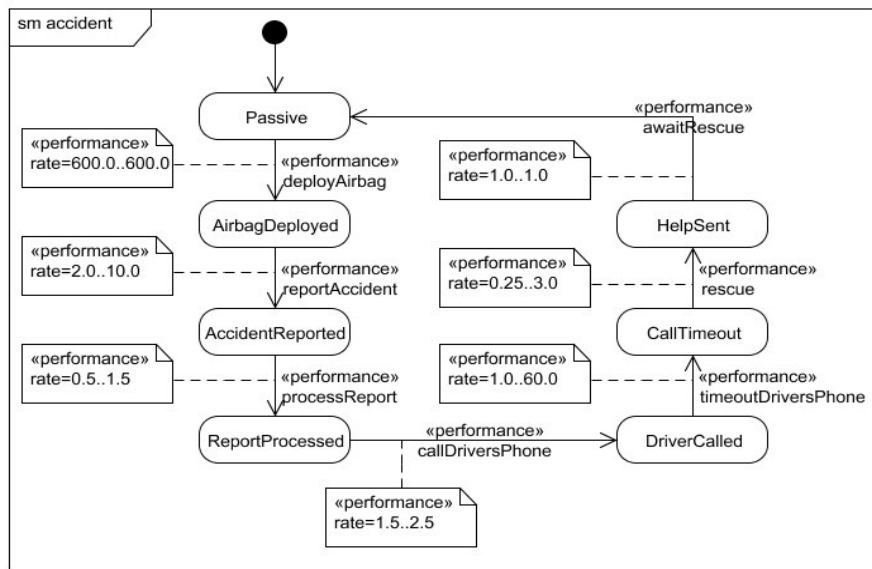 sm accident
Passive
«performance»
awaitRescue
«performance»
rate=600.0..600.0
«performance»
deployAirbag
«performance»
rate=1.0..1.0
AirbagDeployed
HelpSent
«performance»
rate=2.0..10.0
«performance»
reportAccident
«performance»
rate=0.25..3.0
«performance»
rescue
AccidentReported
CallTimeout
«performance»
rate=0.5..1.5
«performance»
processReport
«performance»
rate=1.0..60.0
«performance»
timeoutDriversPhone
ReportProcessed
«performance»
callDriversPhone
DriverCalled
«performance»
rate=1.5..2.5